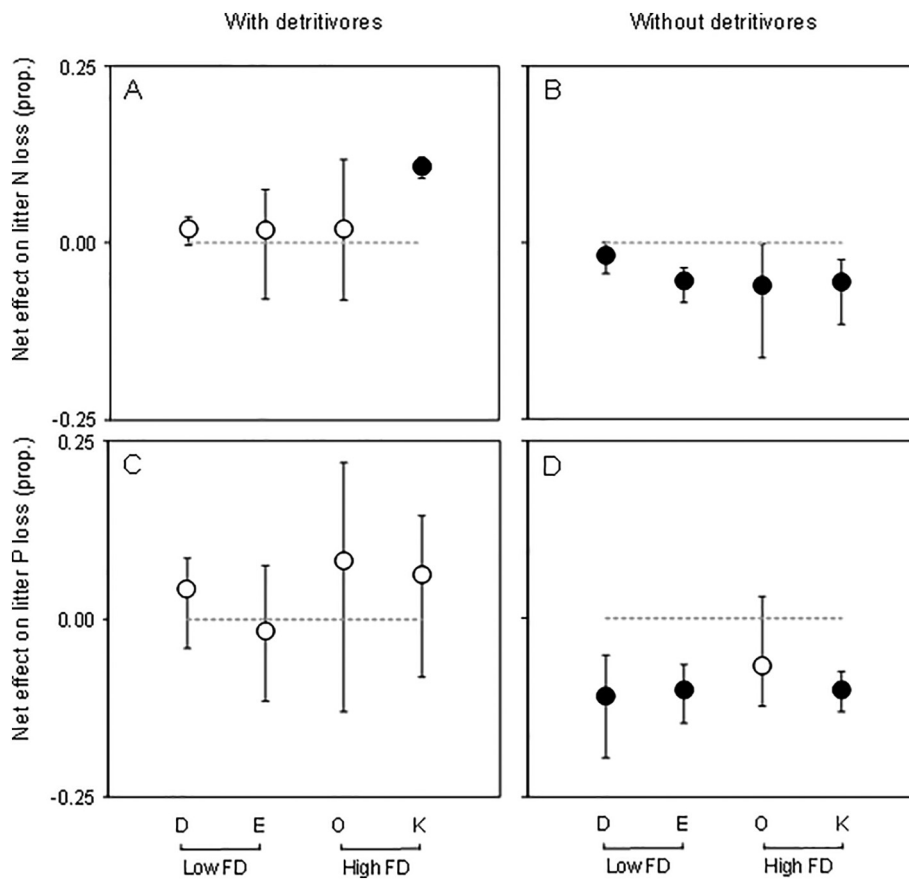 With detritivores
Without detritivores
Net effect on litter N loss (prop.)
0.25
A
B
0.00
-0.25
Net effect on litter P loss (prop.)
0.25
C
D
0.00
-0.25
D E O K
D E O K
Low FD High FD
Low FD High FD